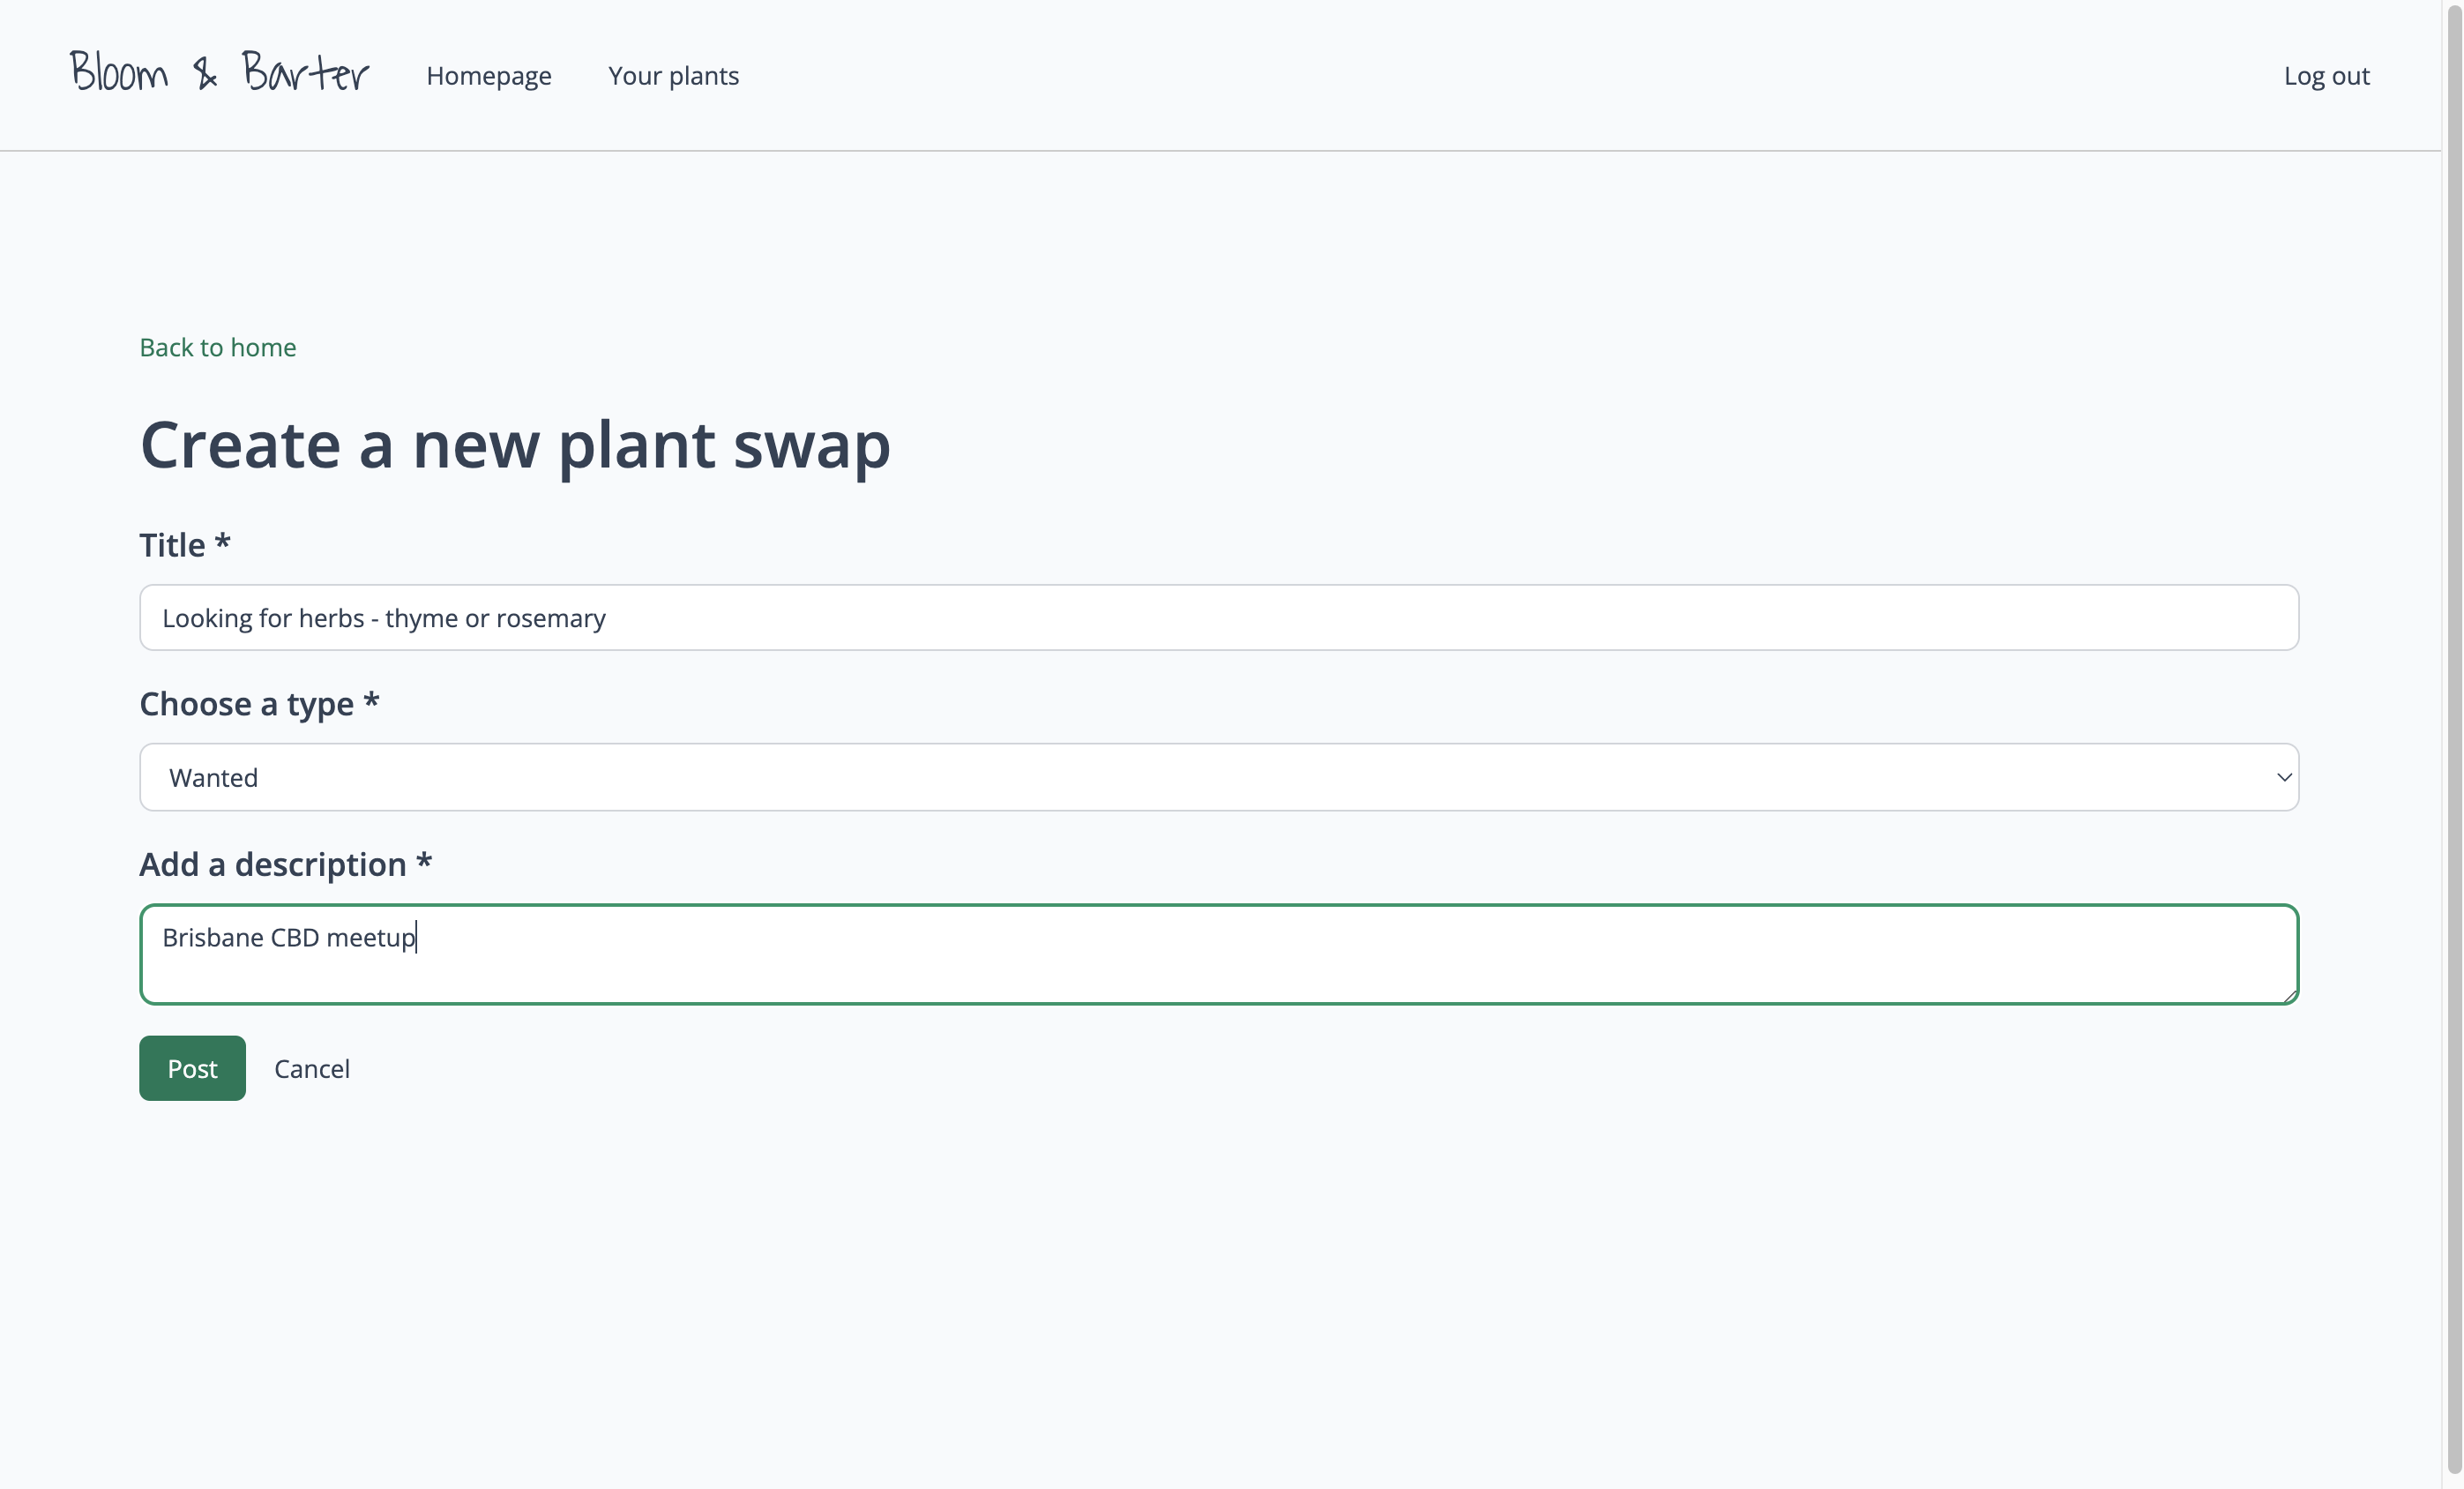 Bloom & Barter Homepage Your plants Log out
Back to home
Create a new plant swap
Title *
Looking for herbs - thyme or rosemary
Choose a type *
Wanted
Add a description *
Brisbane CBD meetup
Post Cancel